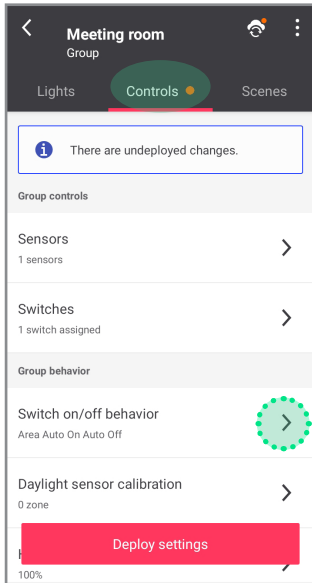 Meeting room
Group
Lights
Controls
Scenes
There are undeployed changes.
Group controls
Sensors
1 sensors
Switches
1 switch assigned
Group behavior
Switch on/off behavior
Area Auto On Auto Off
Daylight sensor calibration
0 zone
Deploy settings
100%